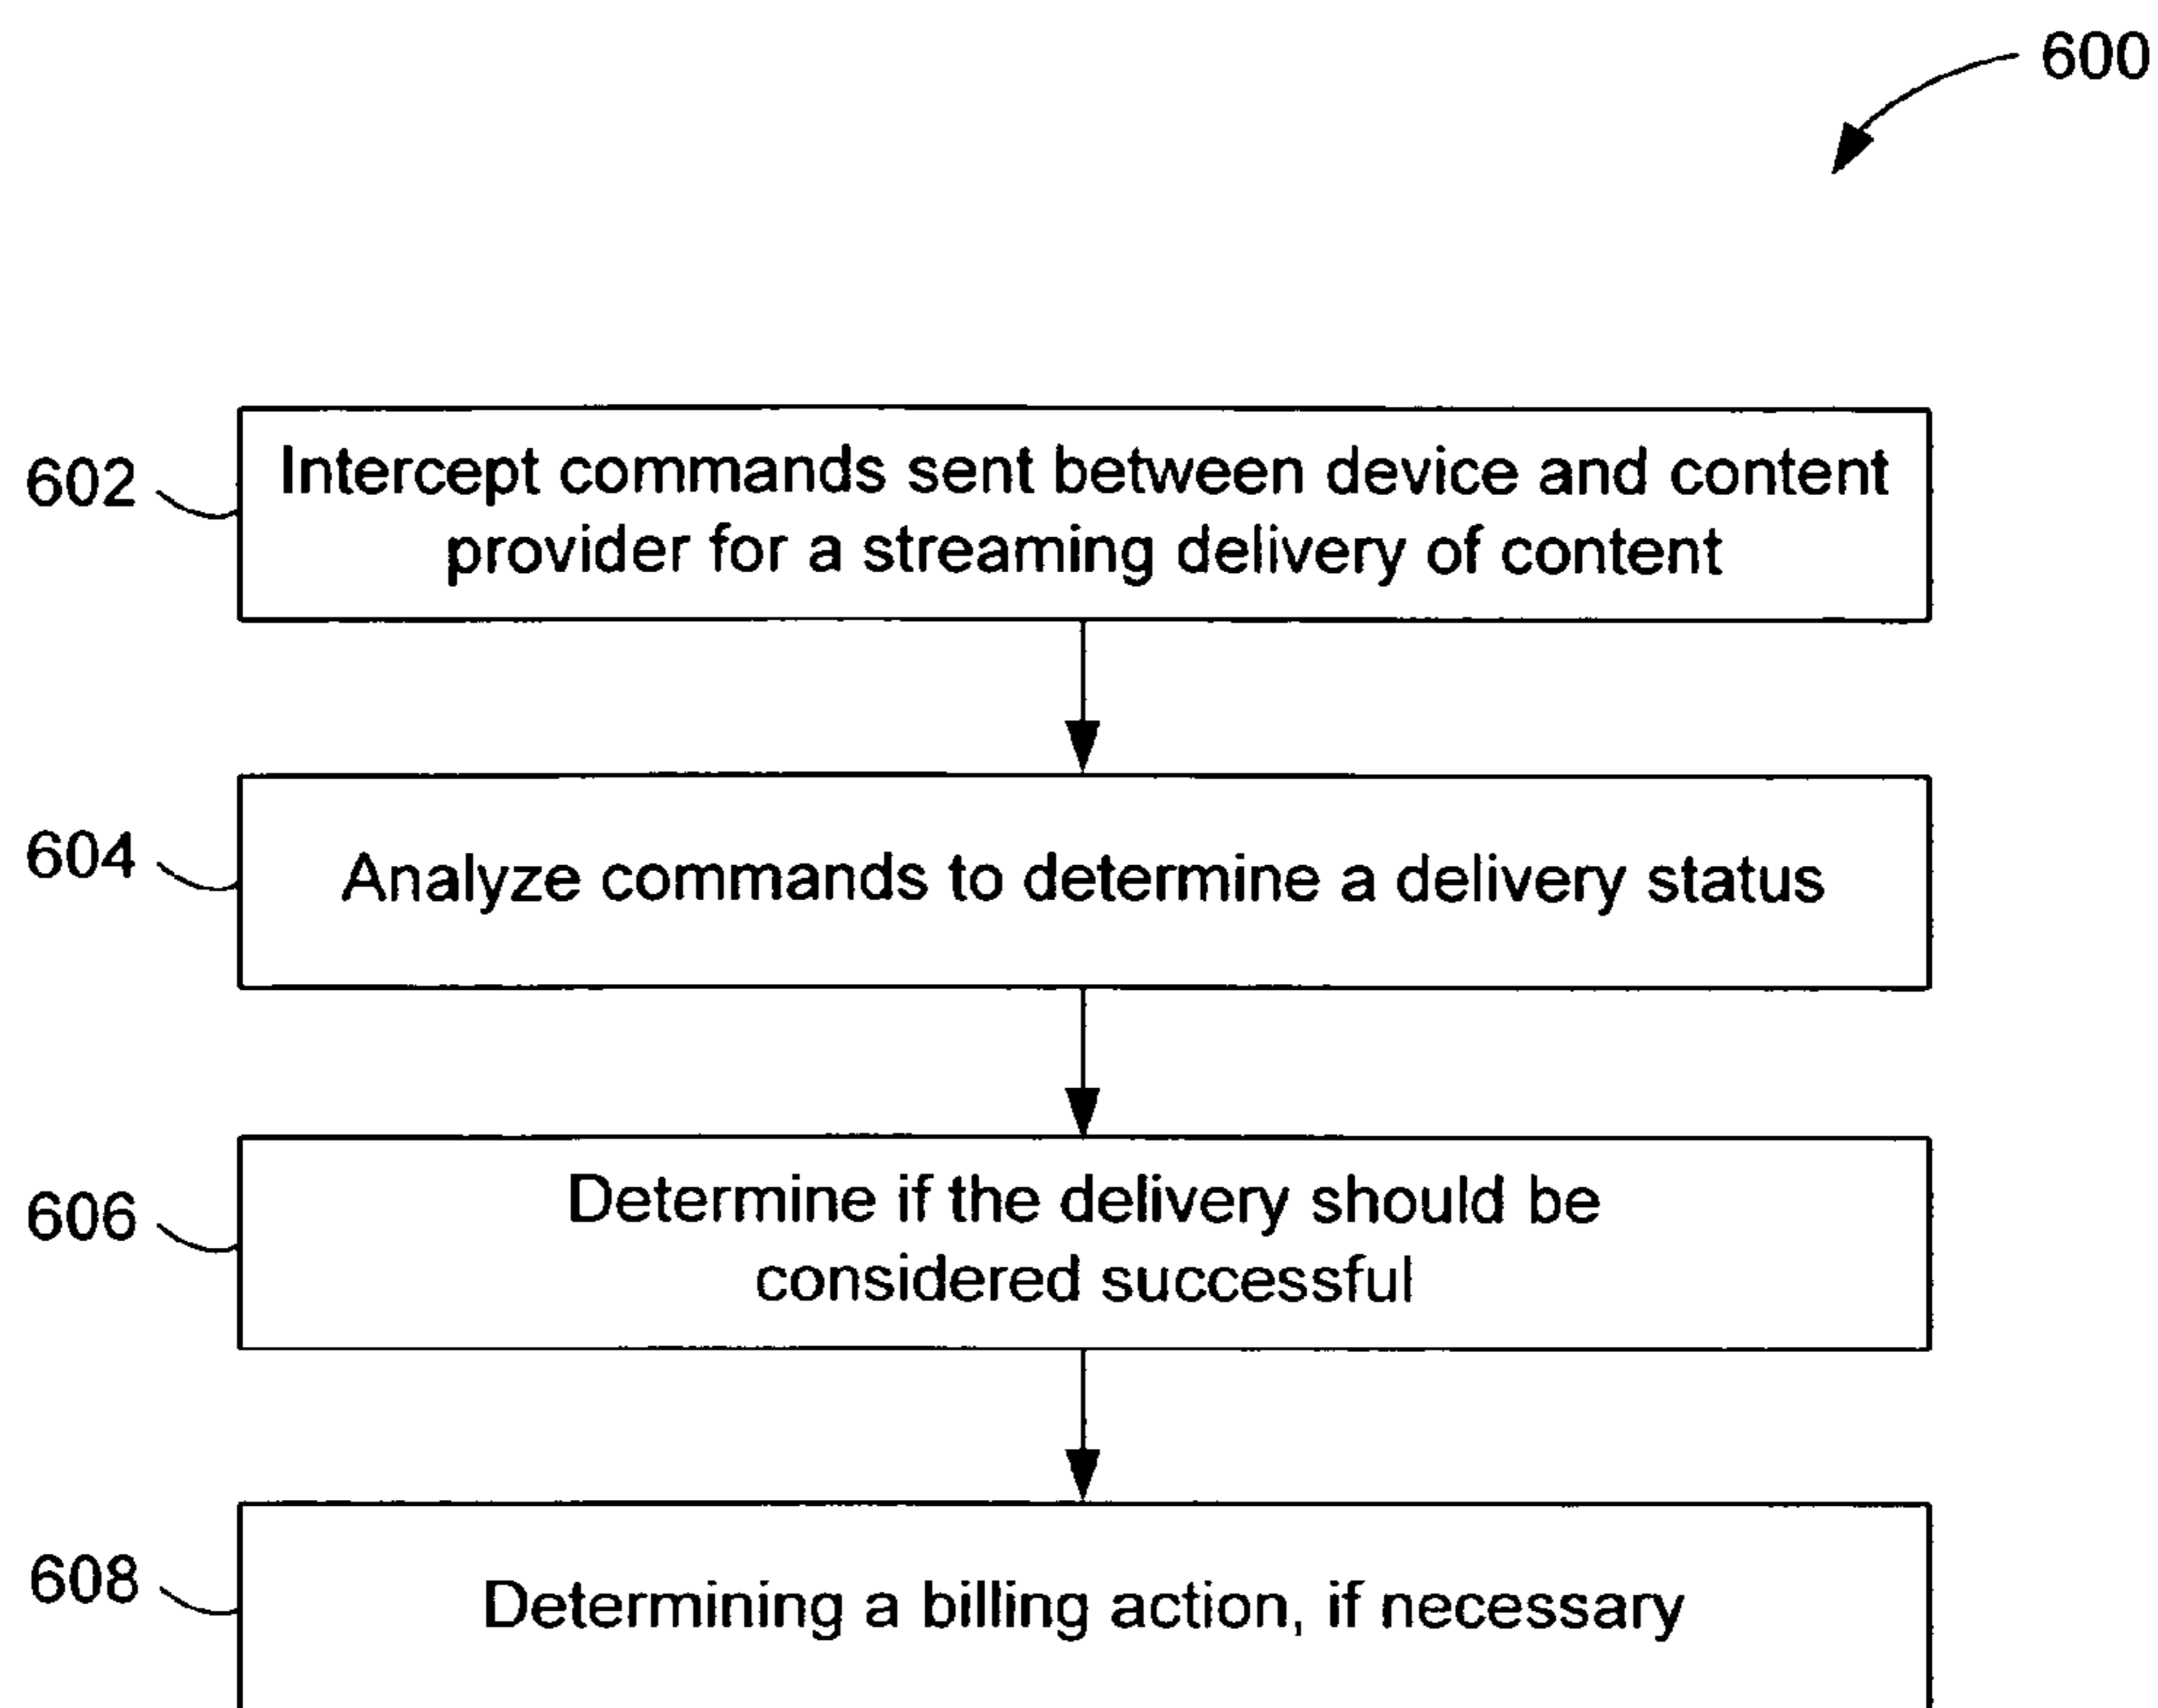 600
602
Intercept commands sent between device and content
provider for a streaming delivery of content
604
Analyze commands to determine a delivery status
606
Determine if the delivery should be
considered successful
608
Determining a billing action, if necessary